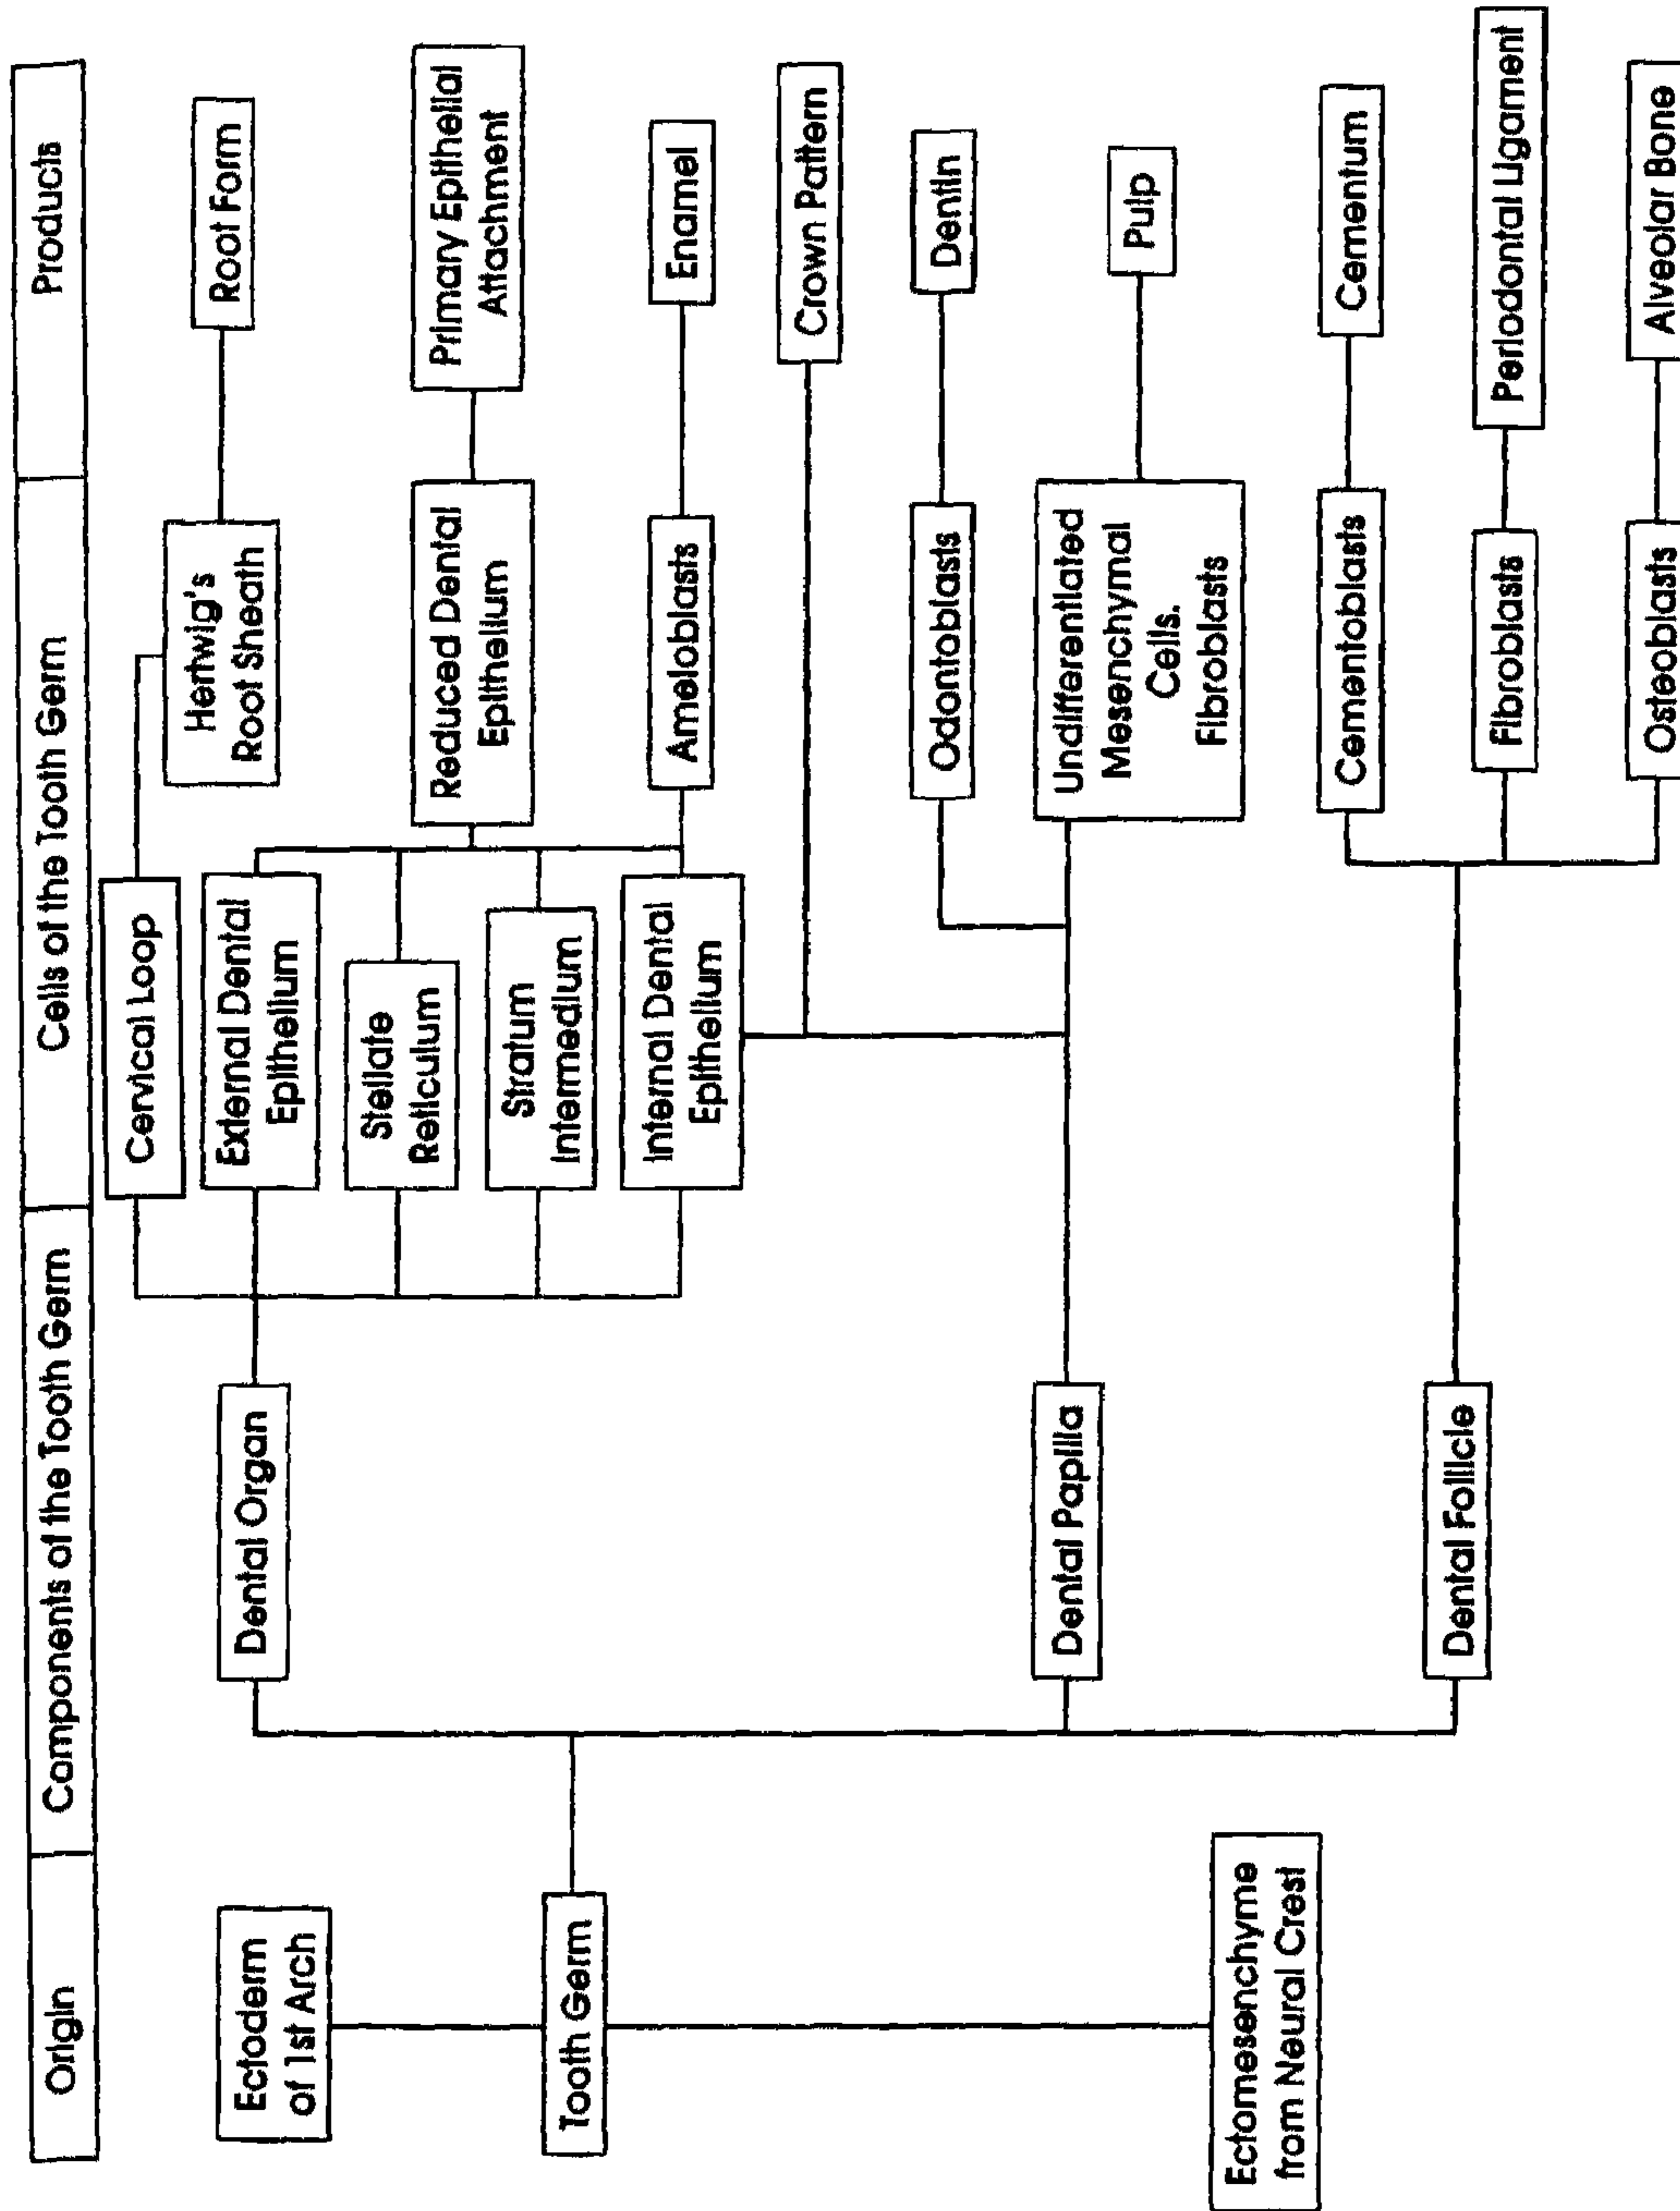 Origin
Components of the Tooth Germ
Cells of the Tooth Germ
Products
Ectoderm
of 1st Arch
Tooth Germ
Ectomesenchyme
from Neural Crest
Dental Organ
Dental Papilla
Dental Follicle
Cervical Loop
External Dental
Epithelium
Stellate
Reticulum
Stratum
Intermedium
Internal Dental
Epithelium
Hertwig's
Root Sheath
Reduced Dental
Epithelium
Ameloblasts
Odontoblasts
Undifferentiated
Mesenchymal
Cells.
Fibroblasts
Cementoblasts
Fibroblasts
Osteoblasts
Root Form
Primary Epithelial
Attachment
Enamel
Crown Pattern
Dentin
Pulp
Cementum
Periodontal Ligament
Alveolar Bone